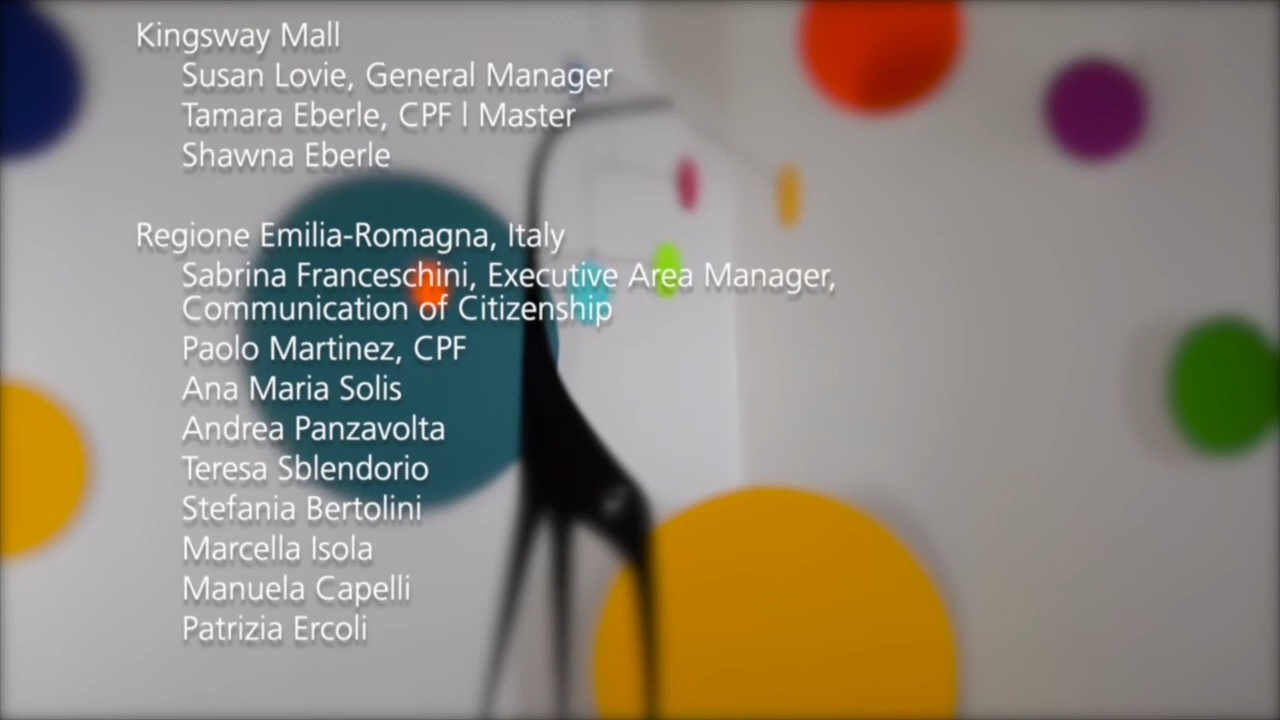 Kingsway Mall
Susan Lovie, General Manager
Tamara Eberle, CPF l Master
Shawna Eberle
Regione Emilia-Romagna, Italy
Sabrina Franceschini, Executive Area Manager,
Communication of Citizenship
Paolo Martinez, CPF
Ana Maria Solis
Andrea Panzavolta
Teresa Sblendorio
Stefania Bertolini
Marcella Isola
Manuela Capelli
Patrizia Ercoli